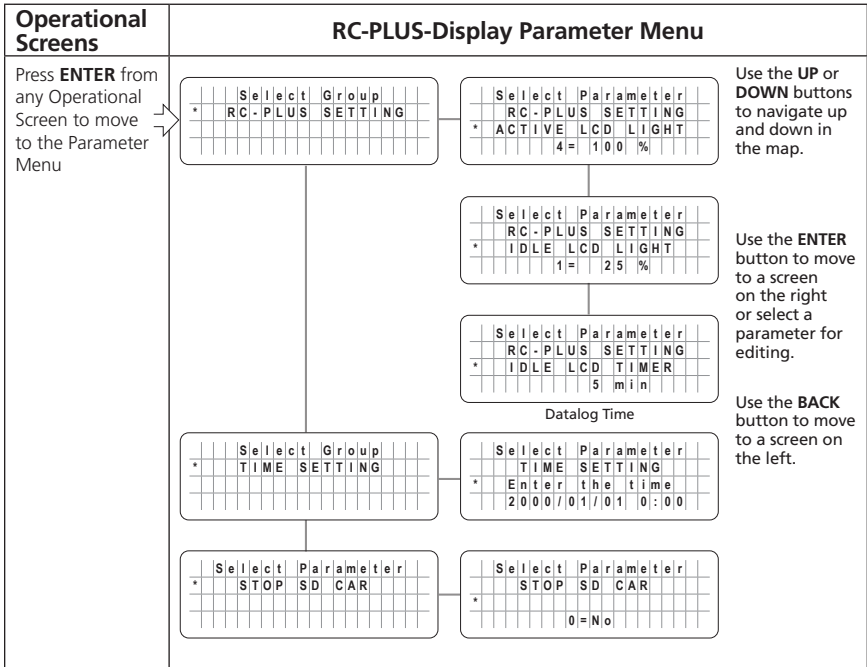 Operational
Screens
RC-PLUS-Display Parameter Menu
Press ENTER from
any Operational
Screen to move
to the Parameter
Menu
Select Group
* RC-PLUS SETTING
Select Parameter
RC-PLUS SETTING
* ACTIVE LCD LIGHT
4= 100 %
Use the UP or
DOWN buttons
to navigate up
and down in
the map.
Select Parameter
RC-PLUS SETTING
* IDLE LCD LIGHT
1= 25 %
Use the ENTER
button to move
to a screen
on the right
or select a
parameter for
editing.
Select Parameter
RC-PLUS SETTING
* IDLE LCD TIMER
5 min
Datalog Time
Use the BACK
button to move
to a screen on
the left.
Select Group
* TIME SETTING
Select Parameter
TIME SETTING
* Enter the time
2000/01/01 0:00
Select Parameter
* STOP SD CAR
Select Parameter
STOP SD CAR
*
0=No